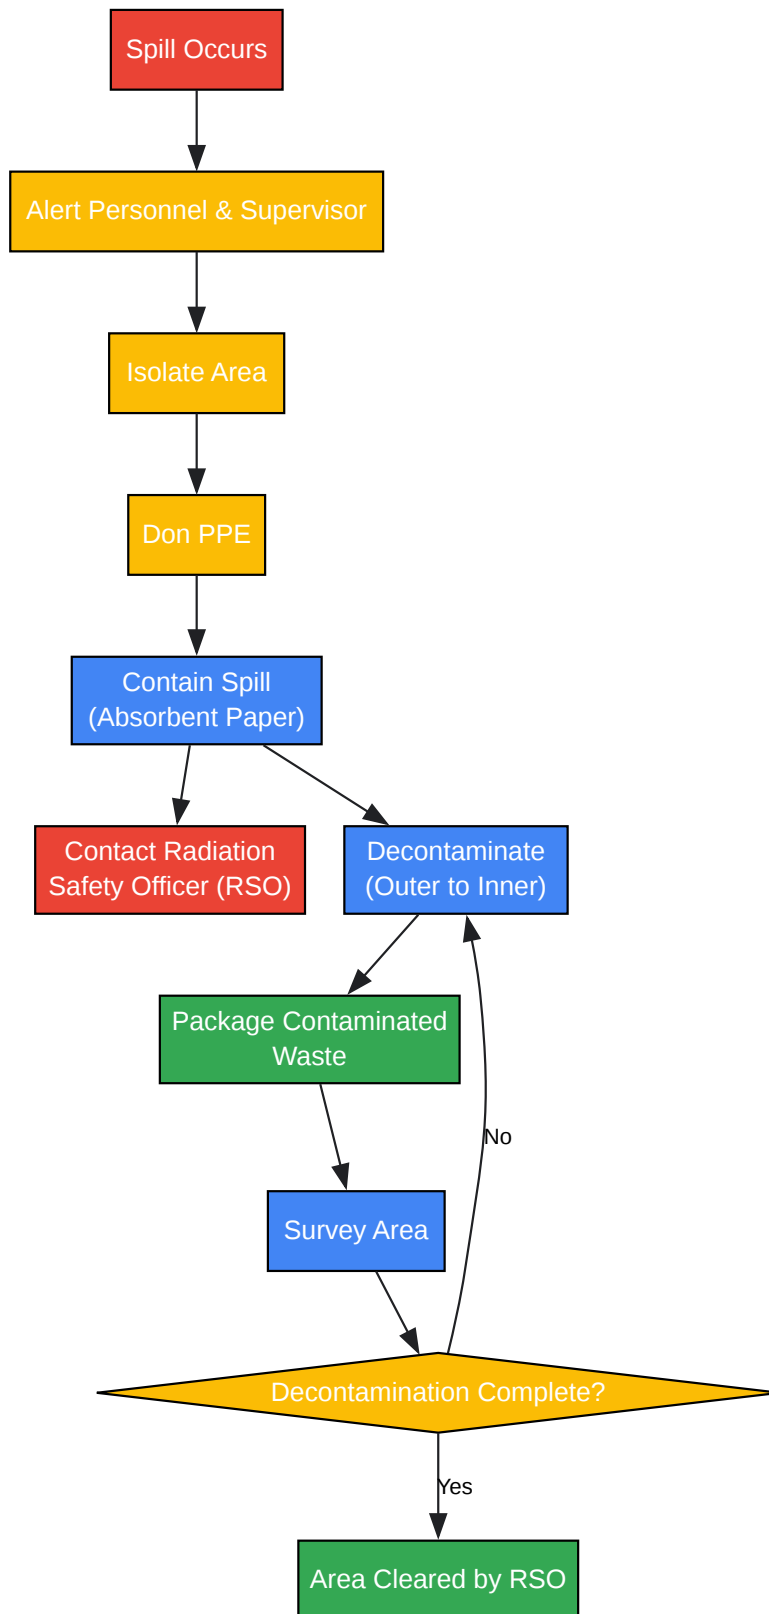 Spill Occurs
Alert Personnel & Supervisor
Isolate Area
Don PPE
Contain Spill
(Absorbent Paper)
Contact Radiation
Safety Officer (RSO)
Decontaminate
(Outer to Inner)
Package Contaminated
Waste
No
Survey Area
Decontamination Complete?
Yes
Area Cleared by RSO